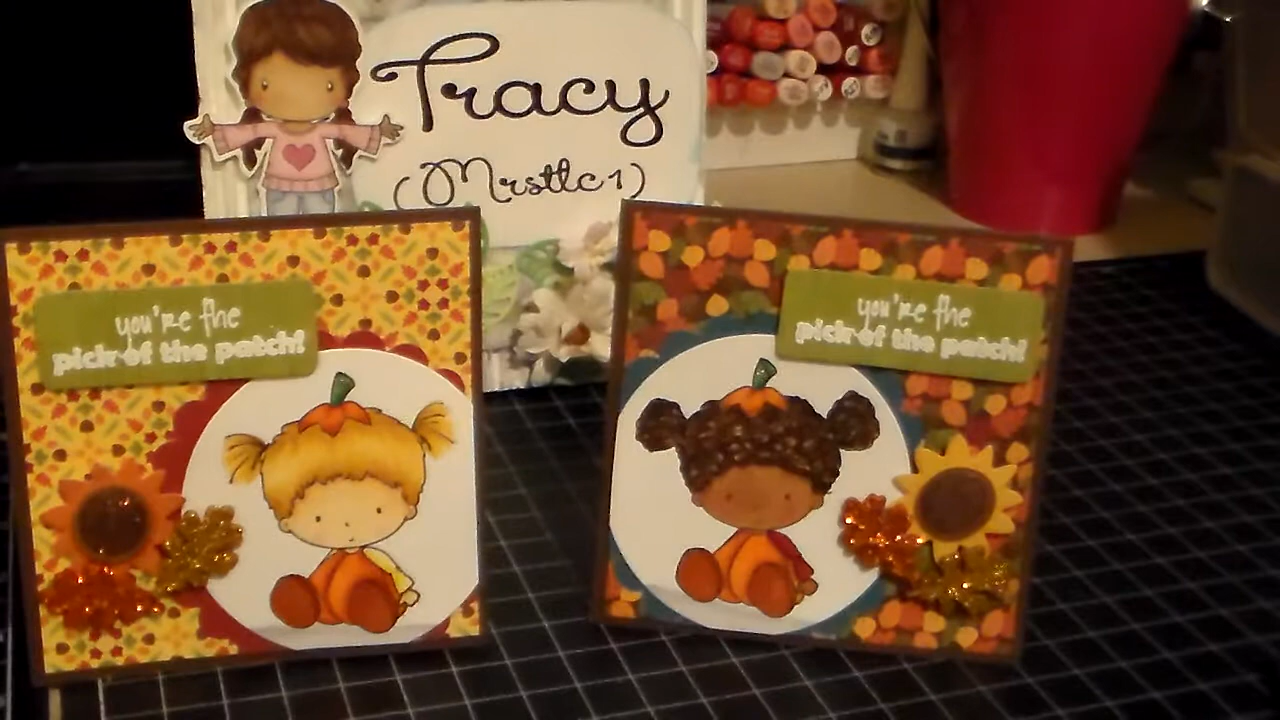 Tracy
(Mrsttc1)
you're the
pick of the patch!
you're the
pick of the patch!